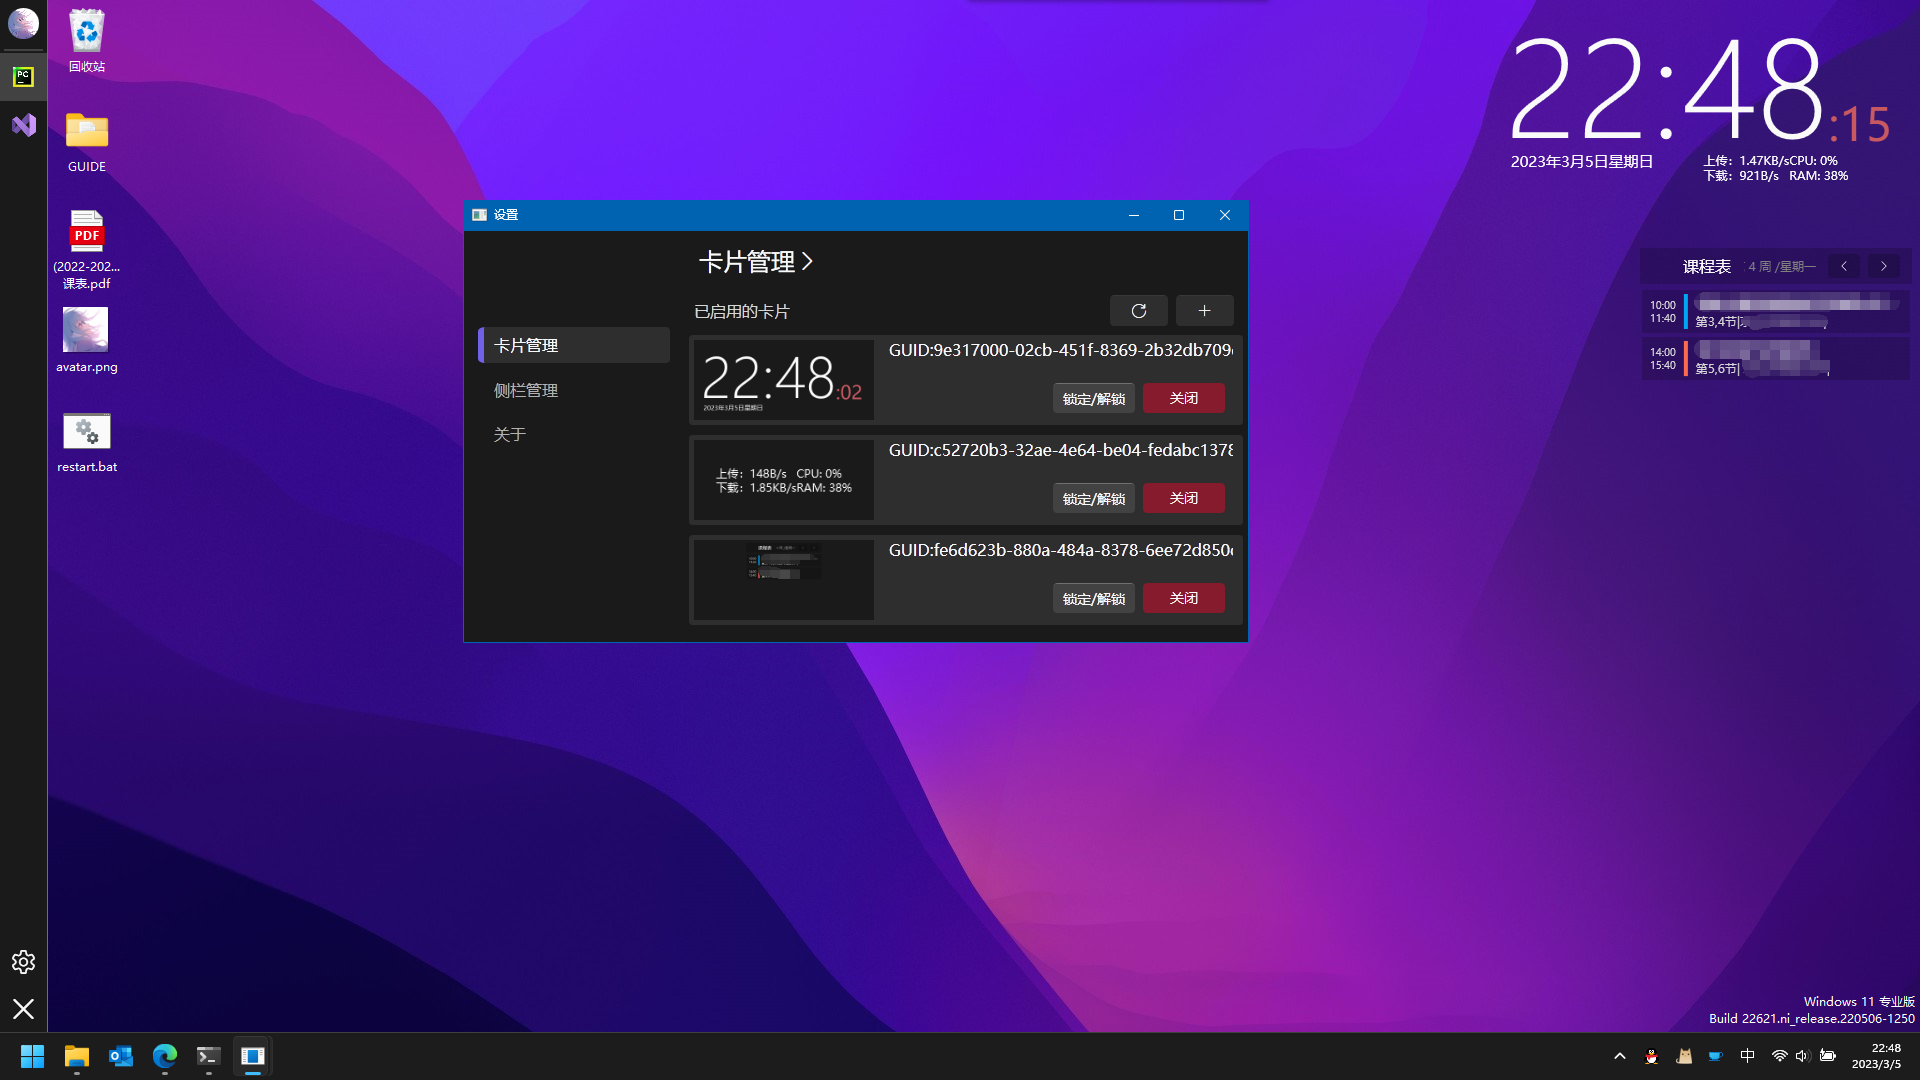 回收站
GUIDE
PDF
(2022-202...
课表.pdf
avatar.png
restart.bat
PC
设置
卡片管理
侧栏管理
关于
卡片管理
已启用的卡片
22:48:02
2023年3月5日星期日
GUID:9e317000-02cb-451f-8369-2b32db709
锁定/解锁
关闭
上传: 148B/s CPU: 0%
下载: 1.85KB/sRAM: 38%
GUID:c52720b3-32ae-4e64-be04-fedabc1378
锁定/解锁
关闭
课程表
GUID:fe6d623b-880a-484a-8378-6ee72d850
锁定/解锁
关闭
22:48:15
2023年3月5日星期日
上传: 1.47KB/sCPU: 0%
下载: 921B/s RAM: 38%
课程表 4 周 /星期一
10:00
11:40
第3,4节|
14:00
15:40
第5,6节|
Windows 11 专业版
Build 22621.ni_release.220506-1250
中
22:48
2023/3/5